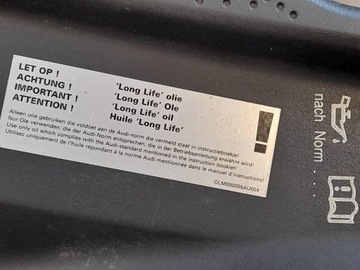 LET OP ! 'Long Life' olie
ACHTUNG ! 'Long Life' Ole
IMPORTANT ! 'Long Life' oil
ATTENTION ! Huile 'Long Life'
Alleen olie gebruiken die voldoet aan de Audi-norm die vermeld staat in instructieboekje!
Nur Öle verwenden, die der Audi-Norm entsprechen, die in der Betriebsanleitung erwähnt wird!
Use only oil which complies with the Audi-standard mentioned in the instruction booklet!
Utilisez uniquement de l'huile répondant à la norme Audi mentionnée dans le manuel d'instructions!
OLM000005AU004
nach Norm